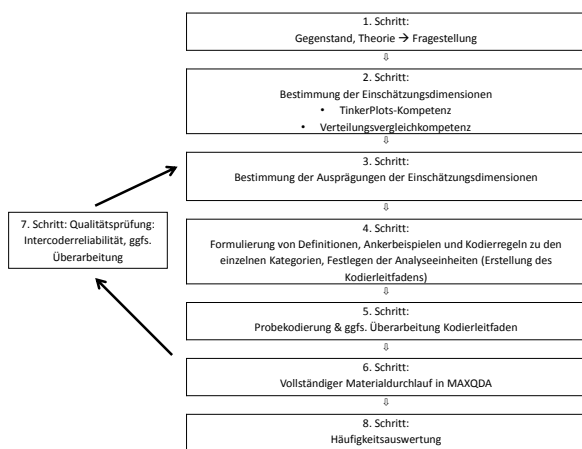 1. Schritt:
Gegenstand, Theorie → Fragestellung
⇩
2. Schritt:
Bestimmung der Einschätzungsdimensionen
• TinkerPlots-Kompetenz
• Verteilungsvergleichkompetenz
⇩
3. Schritt:
Bestimmung der Ausprägungen der Einschätzungsdimensionen
⇩
4. Schritt:
Formulierung von Definitionen, Ankerbeispielen und Kodierregeln zu den
einzelnen Kategorien, Festlegen der Analyseeinheiten (Erstellung des
Kodierleitfadens)
⇩
5. Schritt:
Probekodierung & ggfs. Überarbeitung Kodierleitfaden
⇩
6. Schritt:
Vollständiger Materialdurchlauf in MAXQDA
⇩
7. Schritt: Qualitätsprüfung:
Intercoderreliabilität, ggfs.
Überarbeitung
8. Schritt:
Häufigkeitsauswertung